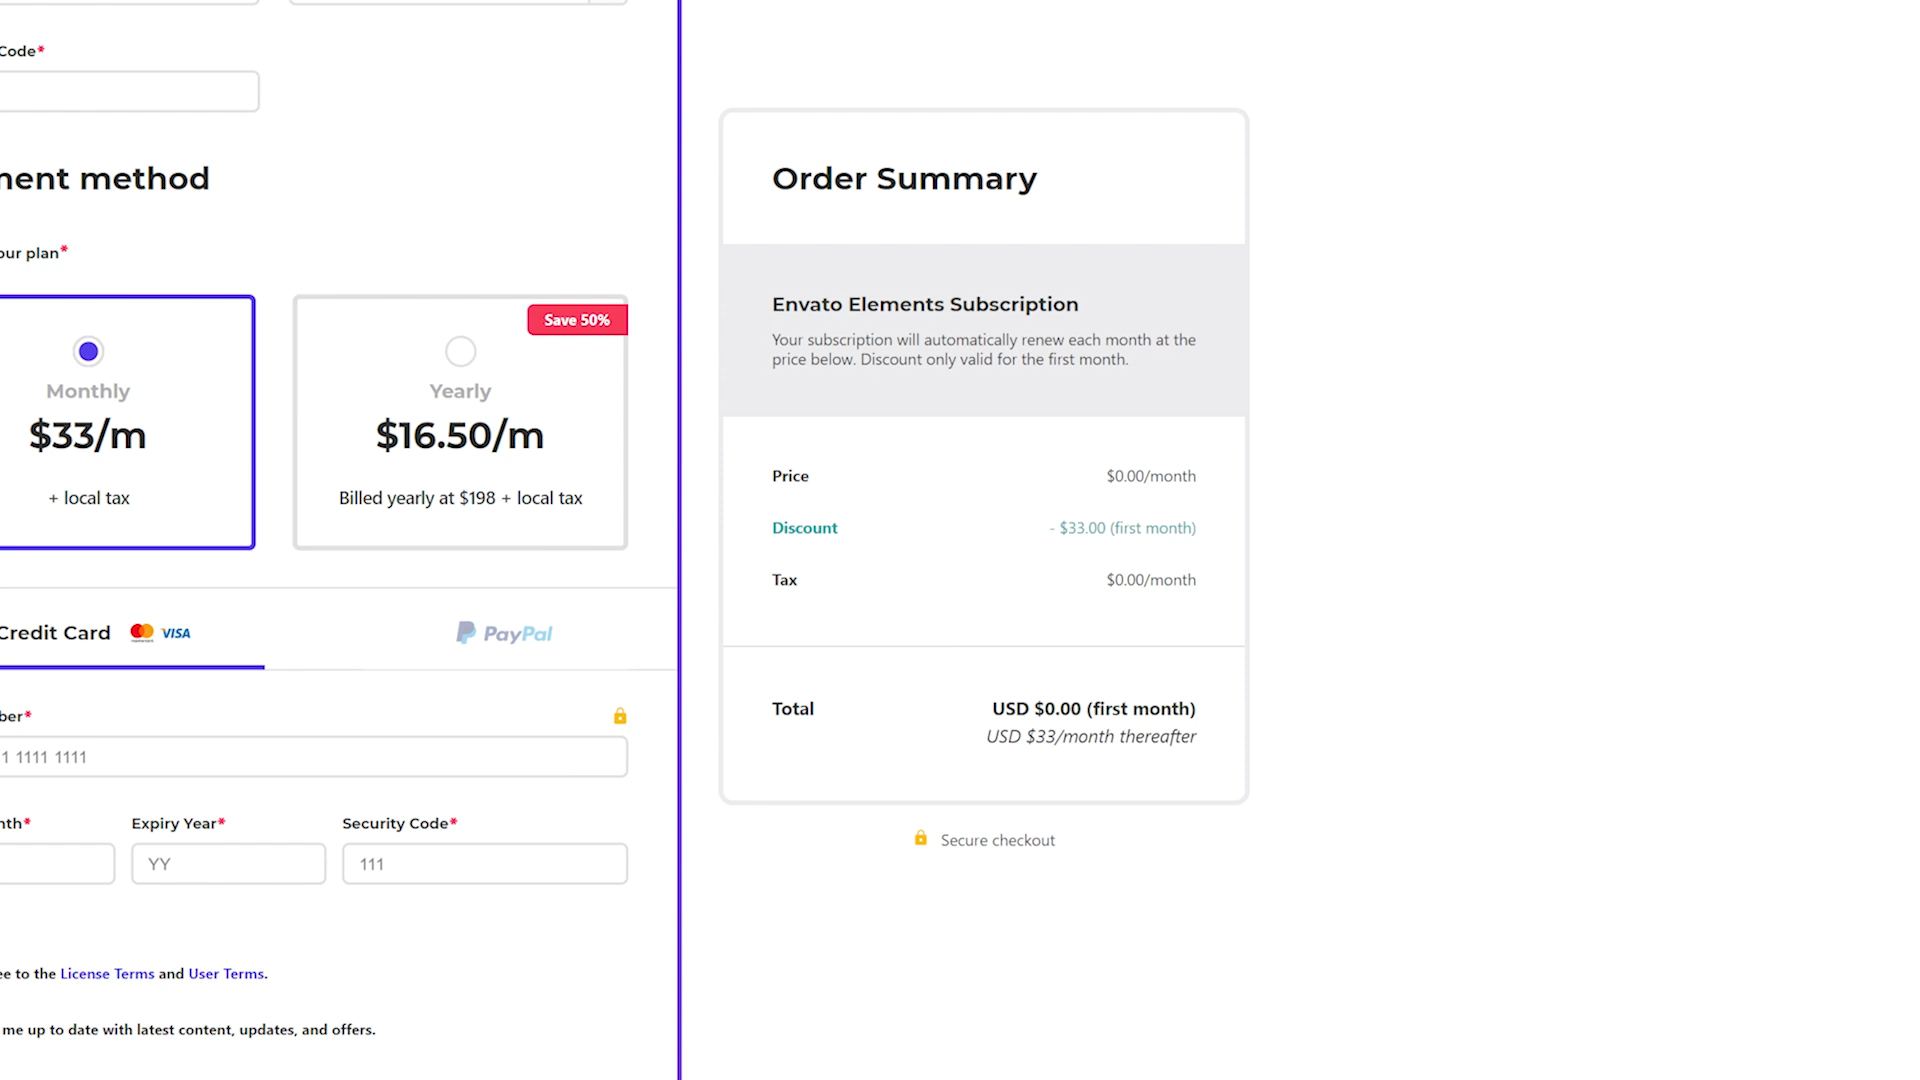 Code*
ment method
our plan*
Monthly
$33/m
+ local tax
Save 50%
Yearly
$16.50/m
Billed yearly at $198 + local tax
Credit Card VISA
PayPal
ber*
1 1111 1111
nth*
Expiry Year*
YY
Security Code*
111
ee to the License Terms and User Terms.
me up to date with latest content, updates, and offers.
Order Summary
Envato Elements Subscription
Your subscription will automatically renew each month at the
price below. Discount only valid for the first month.
Price $0.00/month
Discount - $33.00 (first month)
Tax $0.00/month
Total USD $0.00 (first month)
USD $33/month thereafter
Secure checkout